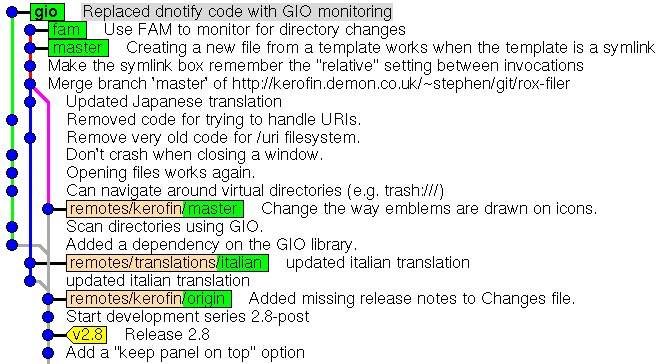 gio Replaced dnotify code with GIO monitoring
fam Use FAM to monitor for directory changes
master Creating a new file from a template works when the template is a symlink
Make the symlink box remember the "relative" setting between invocations
Merge branch 'master' of http://kerofin.demon.co.uk/~stephen/git/rox-filer
Updated Japanese translation
Removed code for trying to handle URIs.
Remove very old code for /uri filesystem.
Don't crash when closing a window.
Opening files works again.
Can navigate around virtual directories (e.g. trash:///)
remotes/kerofin/master Change the way emblems are drawn on icons.
Scan directories using GIO.
Added a dependency on the GIO library.
remotes/translations/italian updated italian translation
updated italian translation
remotes/kerofin/origin Added missing release notes to Changes file.
Start development series 2.8-post
v2.8 Release 2.8
Add a "keep panel on top" option